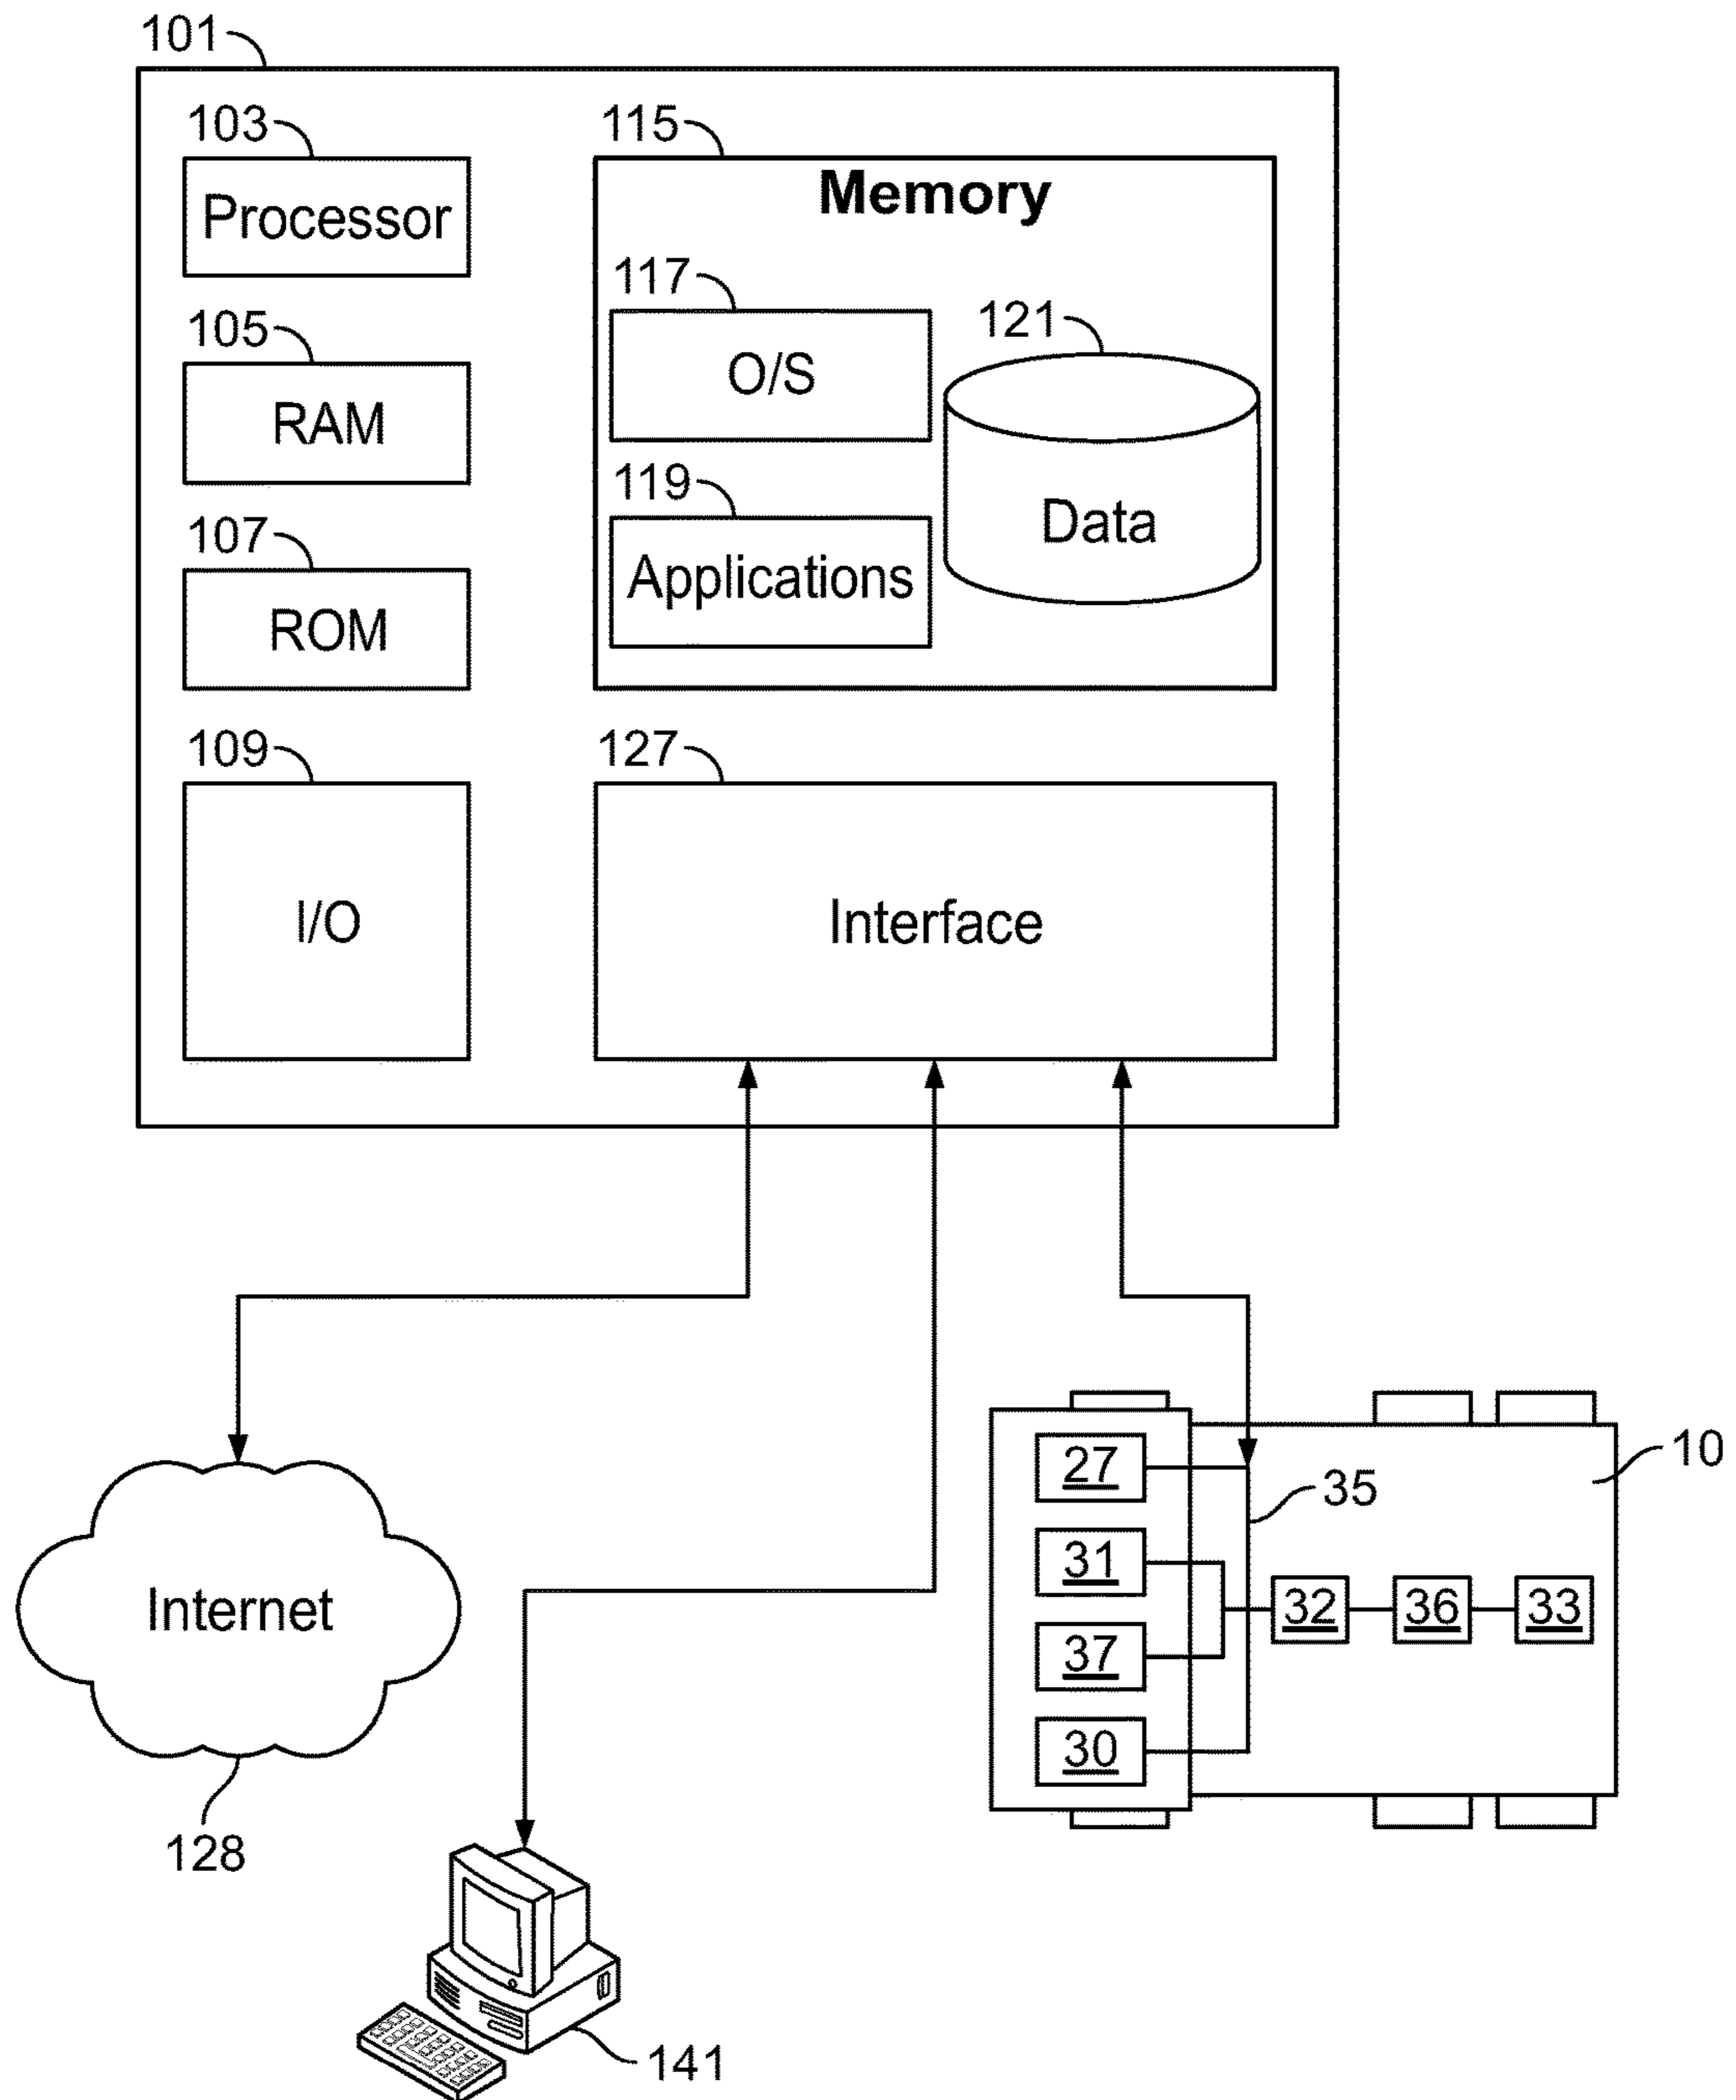 101
103
Processor
105
RAM
107
ROM
109
I/O
115
Memory
117
O/S
119
Applications
121
Data
127
Interface
Internet
128
141
10
35
27
31
37
30
32
36
33